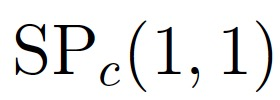 SP_c(1, 1)